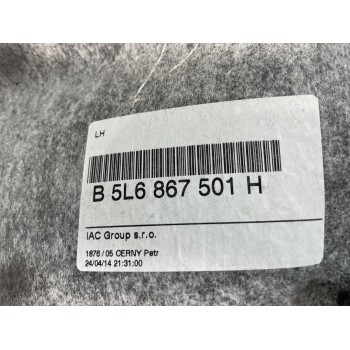 LH
B 5L6 867 501 H
IAC Group s.r.o.
1676 / 05 CERNY Petr
24/04/14 21:31:00